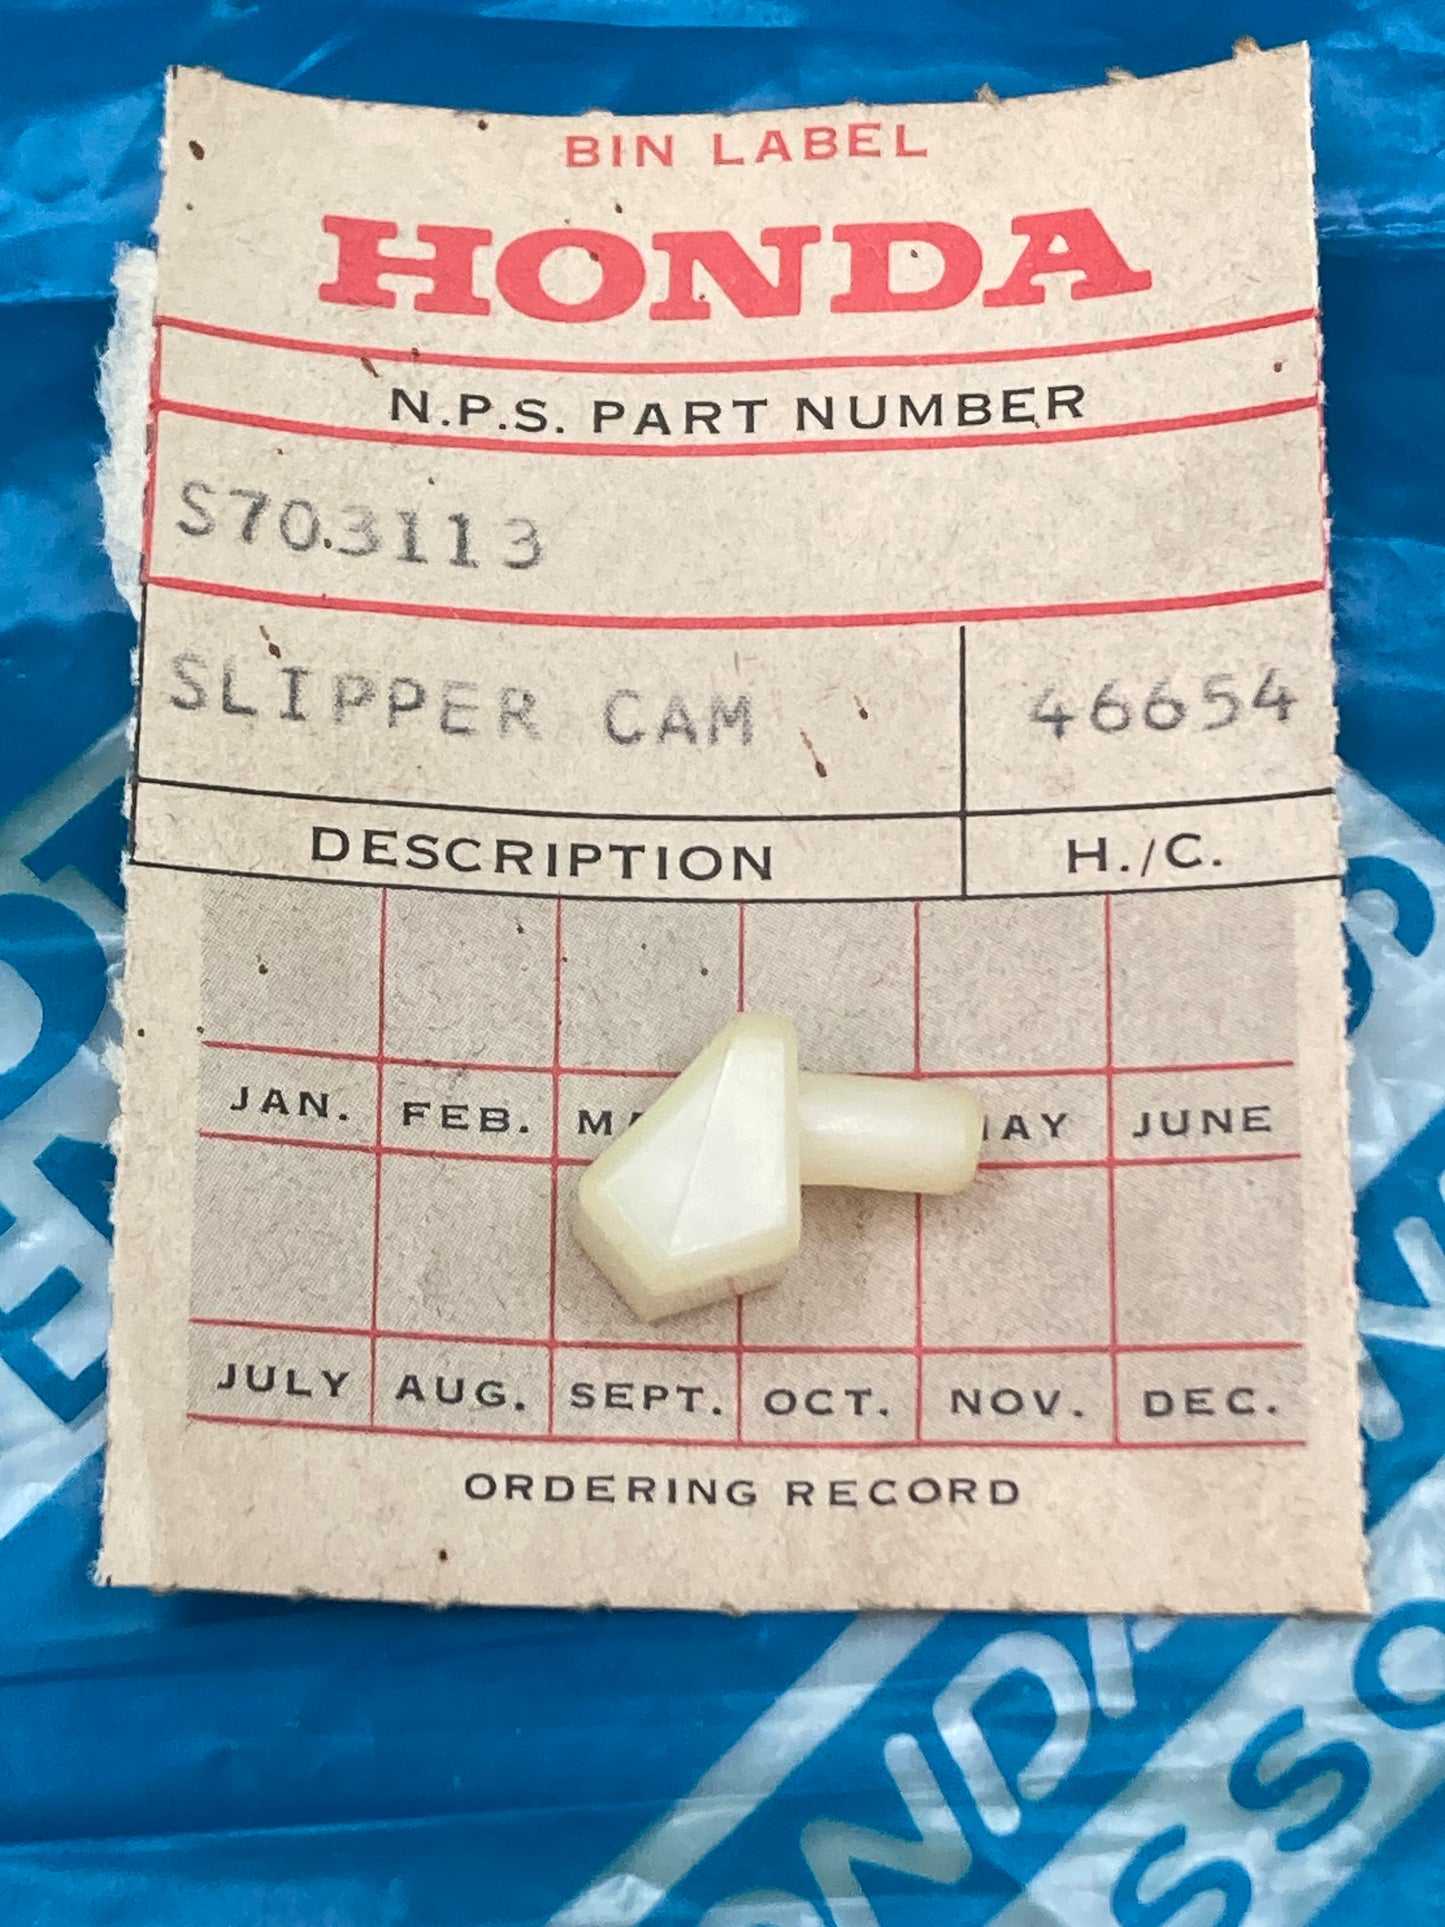 BIN LABEL
HONDA
N.P.S. PART NUMBER
S703113
SLIPPER CAM 46654
DESCRIPTION H./C.
JAN. FEB. JUNE
JULY AUG. SEPT. OCT. NOV. DEC.
ORDERING RECORD